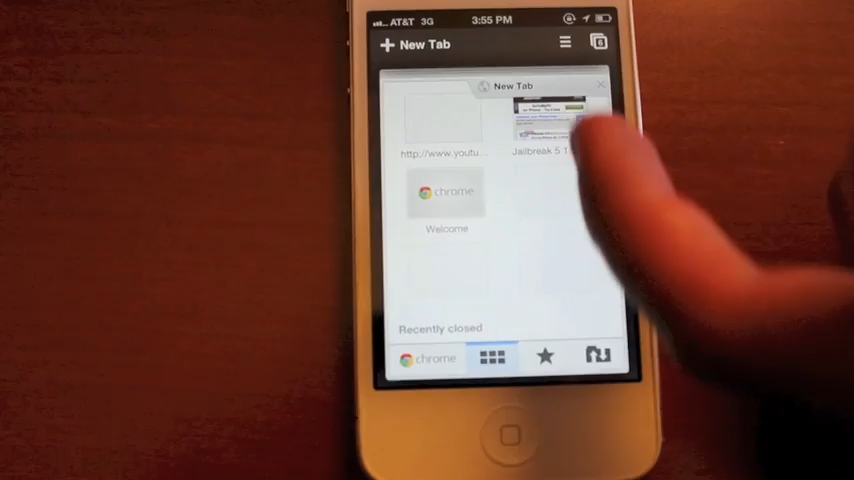 AT&T 3G 3:55 PM
New Tab 6
New Tab
http://www.youtu...
Jailbreak 5 1
chrome
Welcome
Recently closed
chrome